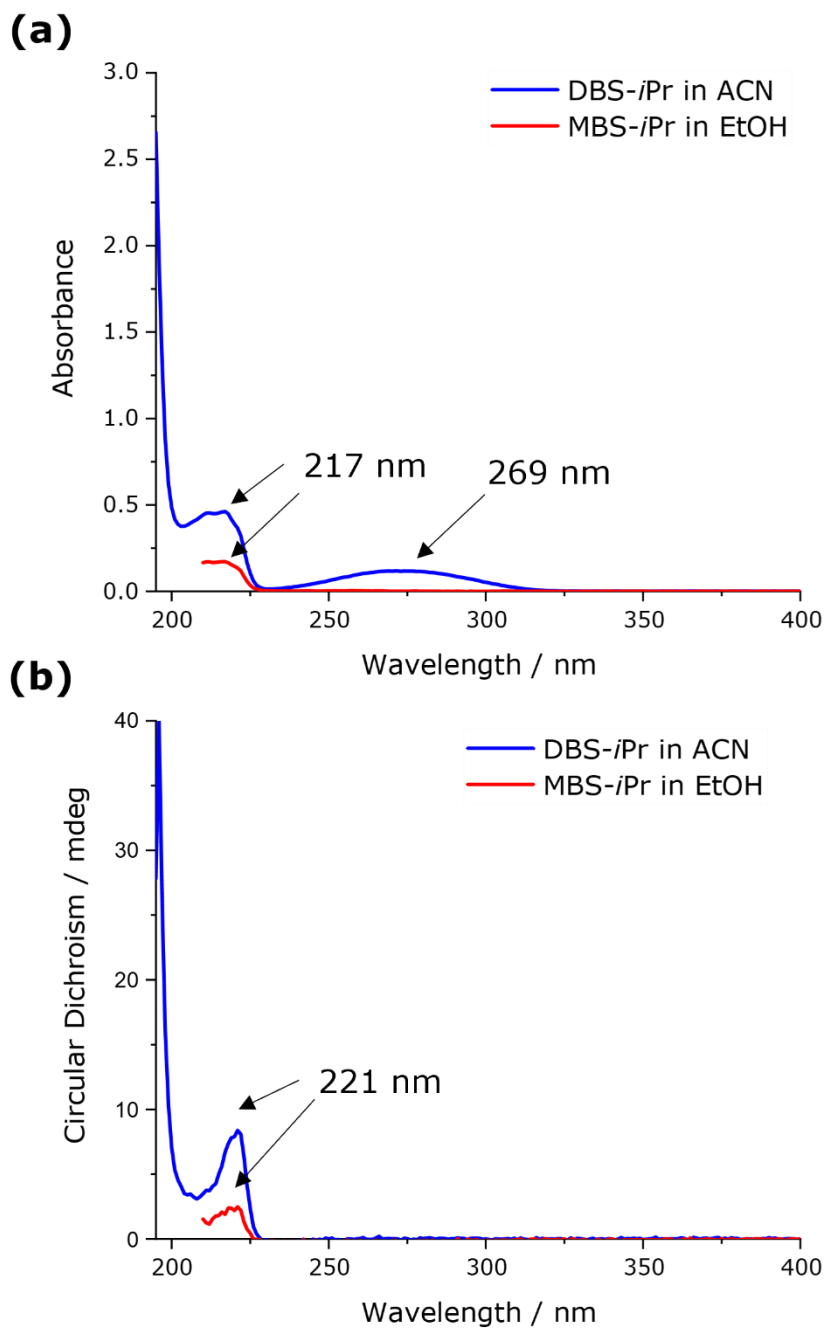 (a)
3.0
2.5
2.0
1.5
1.0
0.5
0.0
Absorbance
DBS-iPr in ACN
MBS-iPr in EtOH
217 nm
269 nm
200
250
300
350
400
Wavelength / nm
(b)
40
30
20
10
0
Circular Dichroism / mdeg
DBS-iPr in ACN
MBS-iPr in EtOH
221 nm
200
250
300
350
400
Wavelength / nm